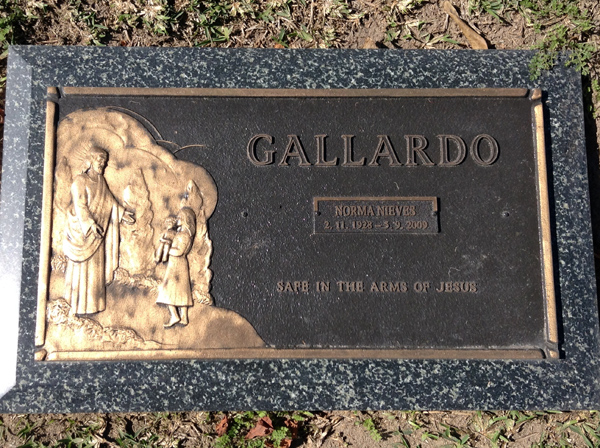 GALLARDO
NORMA NIEVES
2. 11. 1928 – 5. 9. 2009
SAFE IN THE ARMS OF JESUS